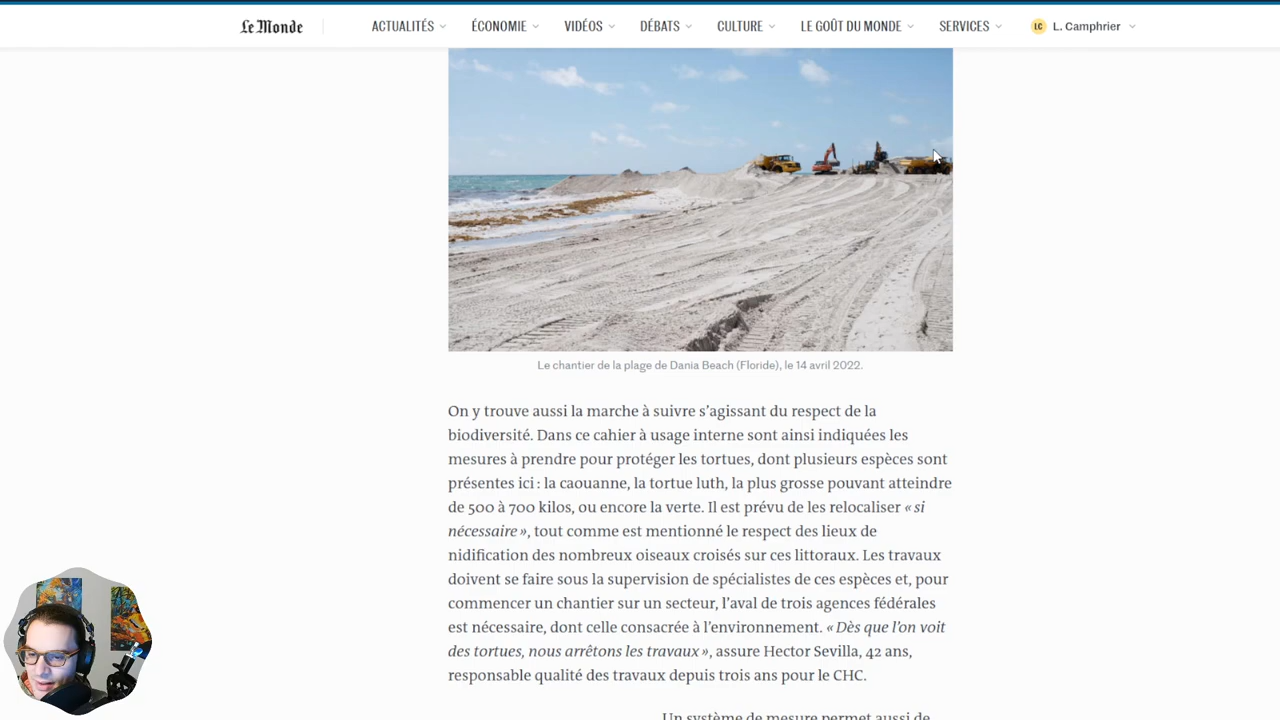 Le Monde
ACTUALITÉS ÉCONOMIE VIDÉOS DÉBATS CULTURE LE GOÛT DU MONDE SERVICES LC L. Camphrier
Le chantier de la plage de Dania Beach (Floride), le 14 avril 2022.
On y trouve aussi la marche à suivre s’agissant du respect de la
biodiversité. Dans ce cahier à usage interne sont ainsi indiquées les
mesures à prendre pour protéger les tortues, dont plusieurs espèces sont
présentes ici : la caouanne, la tortue luth, la plus grosse pouvant atteindre
de 500 à 700 kilos, ou encore la verte. Il est prévu de les relocaliser « si
nécessaire », tout comme est mentionné le respect des lieux de
nidification des nombreux oiseaux croisés sur ces littoraux. Les travaux
doivent se faire sous la supervision de spécialistes de ces espèces et, pour
commencer un chantier sur un secteur, l’aval de trois agences fédérales
est nécessaire, dont celle consacrée à l’environnement. « Dès que l’on voit
des tortues, nous arrêtons les travaux », assure Hector Sevilla, 42 ans,
responsable qualité des travaux depuis trois ans pour le CHC.
Un système de mesure permet aussi de